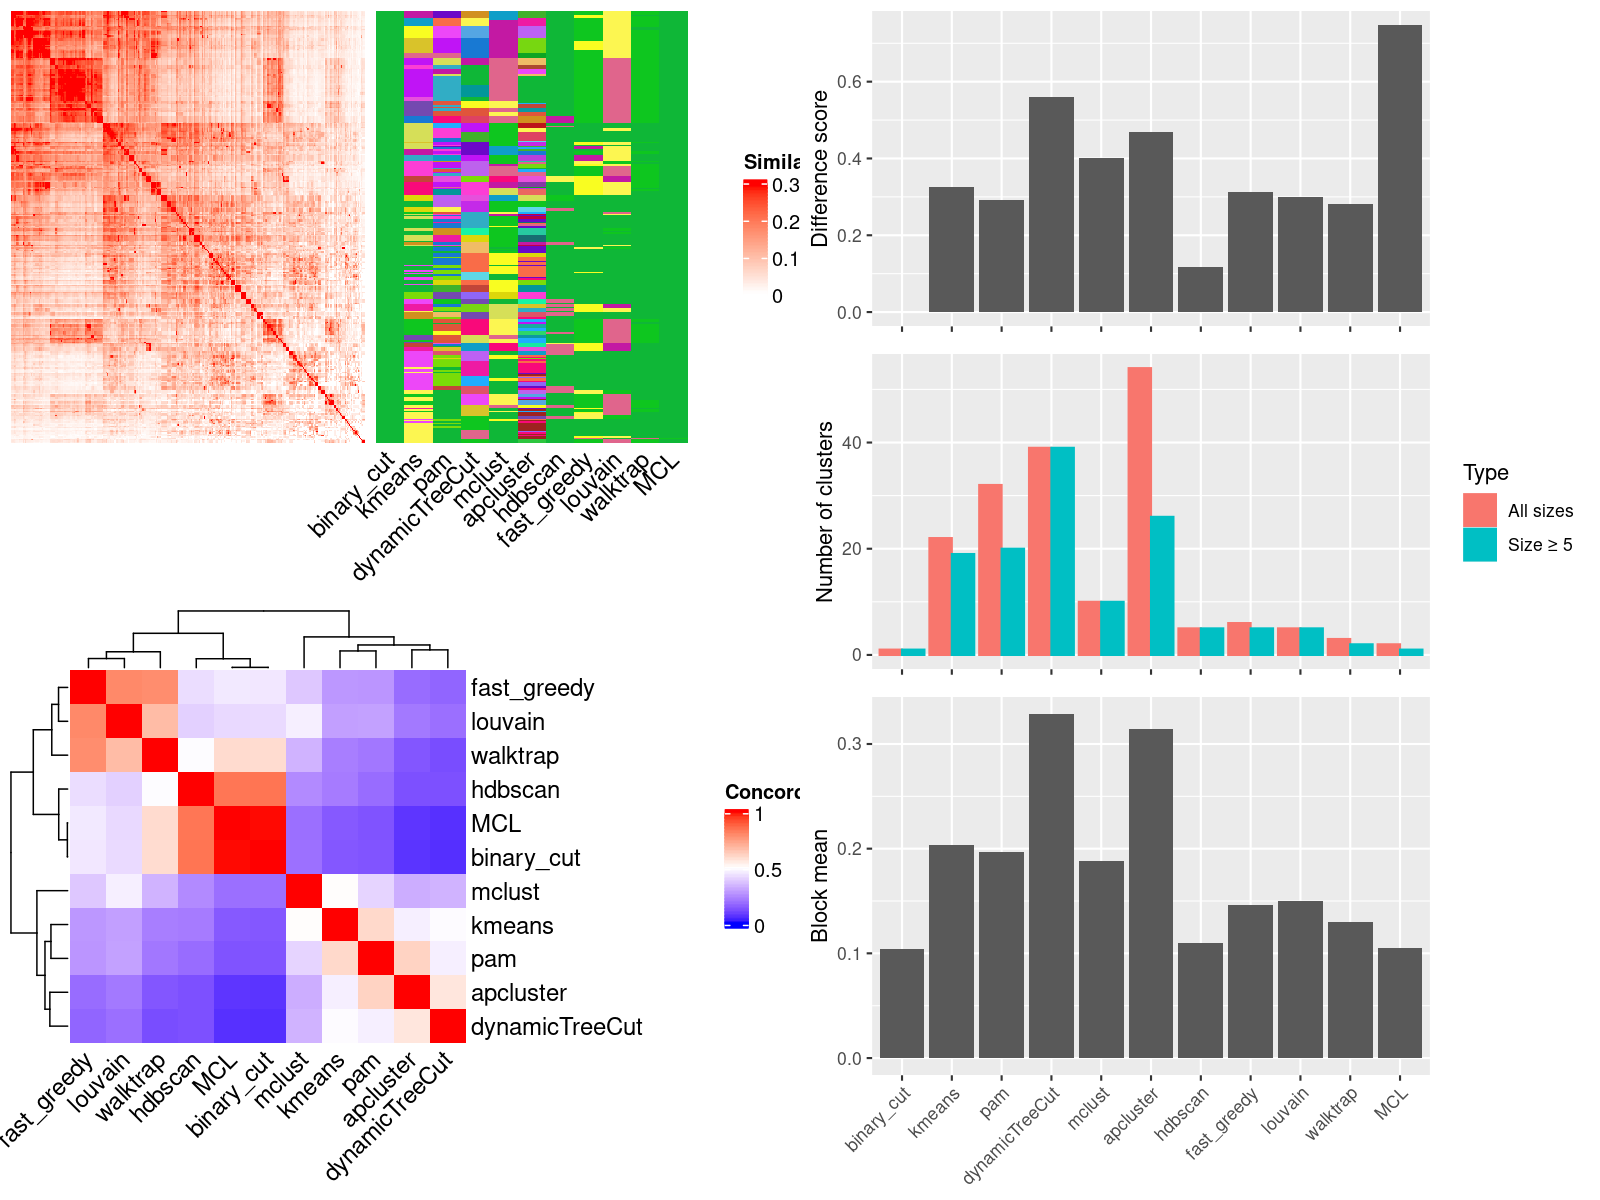 Simila
0.3
0.2
0.1
0
binary_cut
kmeans
pam
dynamicTreeCut
mclust
apcluster
hdbscan
fast_greedy
louvain
walktrap
MCL
fast_greedy
louvain
walktrap
hdbscan
MCL
binary_cut
mclust
kmeans
pam
apcluster
dynamicTreeCut
Concord
1
0.5
0
fast_greedy
louvain
walktrap
hdbscan
MCL
binary_cut
mclust
kmeans
pam
apcluster
dynamicTreeCut
Difference score
0.6
0.4
0.2
0.0
Number of clusters
40
20
0
Type
All sizes
Size ≥ 5
Block mean
0.3
0.2
0.1
0.0
binary_cut
kmeans
pam
dynamicTreeCut
mclust
apcluster
hdbscan
fast_greedy
louvain
walktrap
MCL